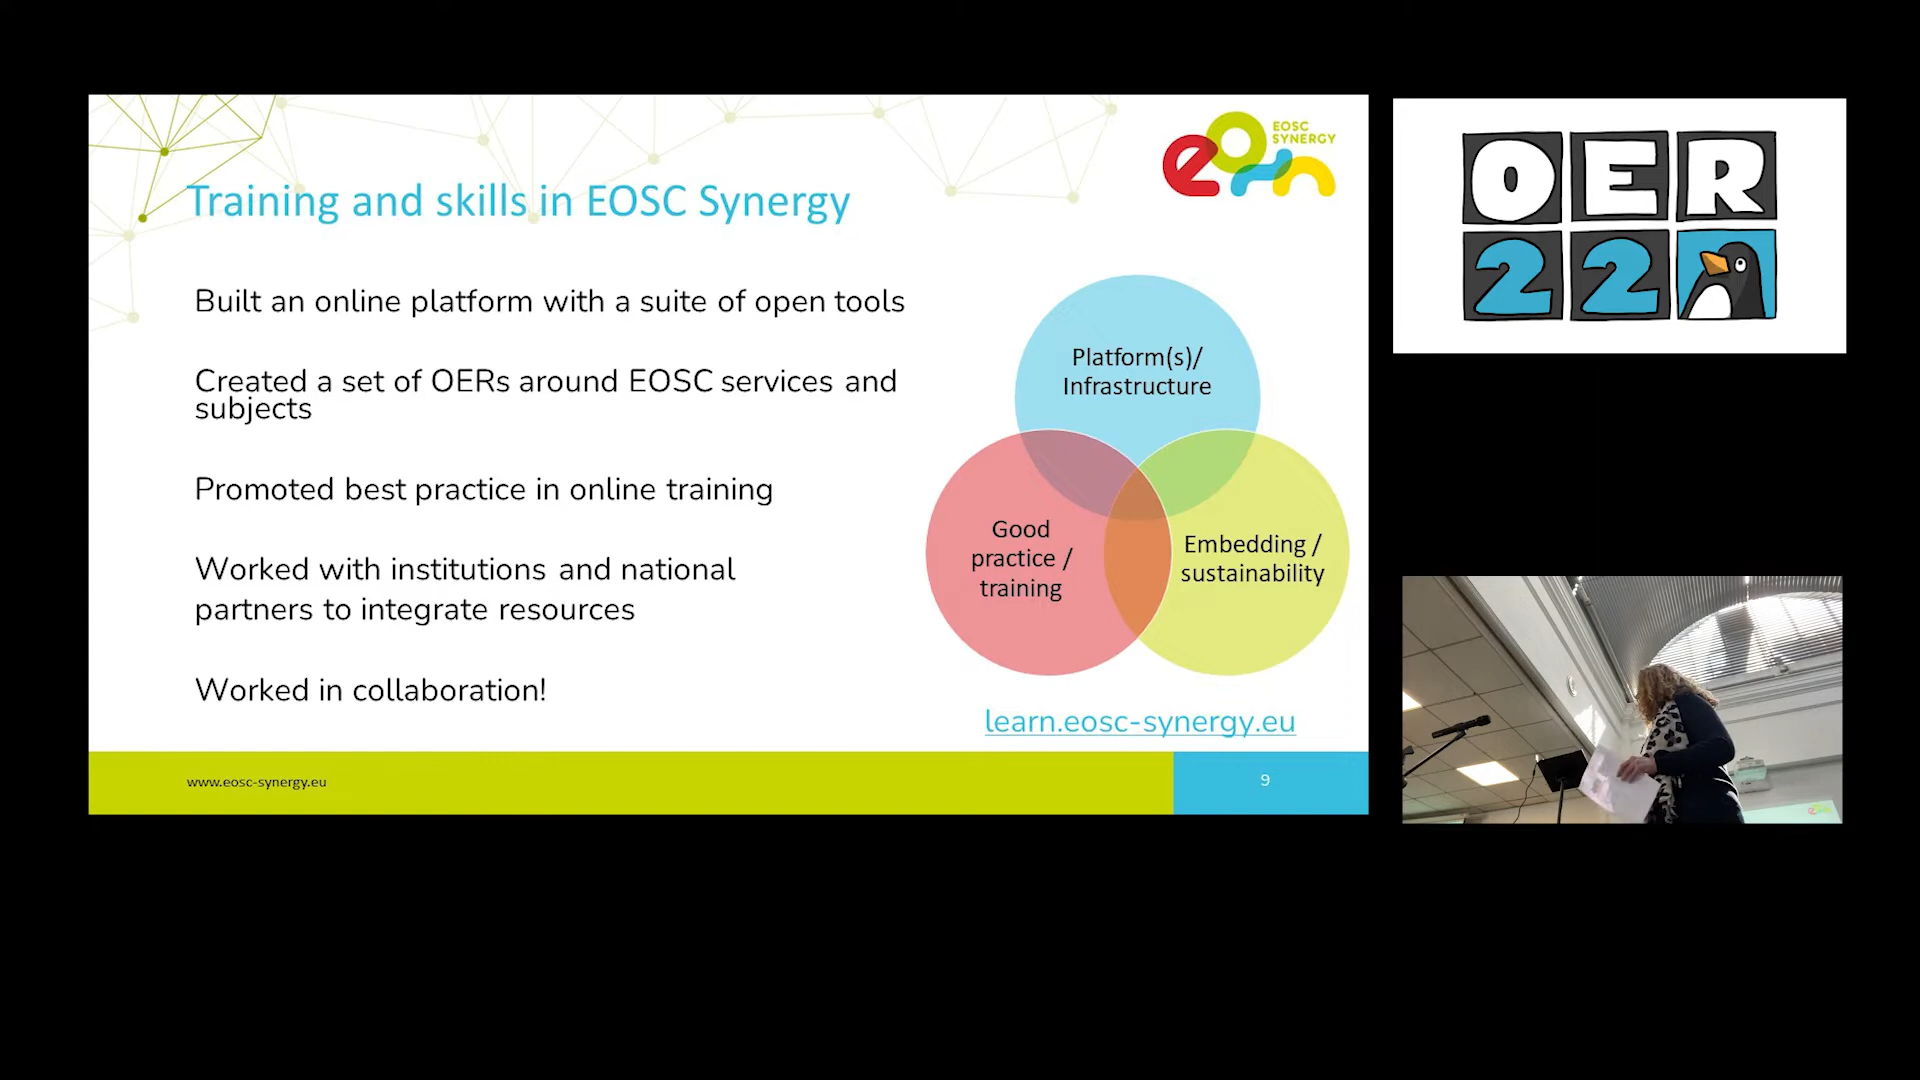 EOSC
SYNERGY
Training and skills in EOSC Synergy
Built an online platform with a suite of open tools
Created a set of OERs around EOSC services and
subjects
Promoted best practice in online training
Worked with institutions and national
partners to integrate resources
Worked in collaboration!
Platform(s)/
Infrastructure
Good
practice /
training
Embedding /
sustainability
learn.eosc-synergy.eu
www.eosc-synergy.eu
9
OER
22